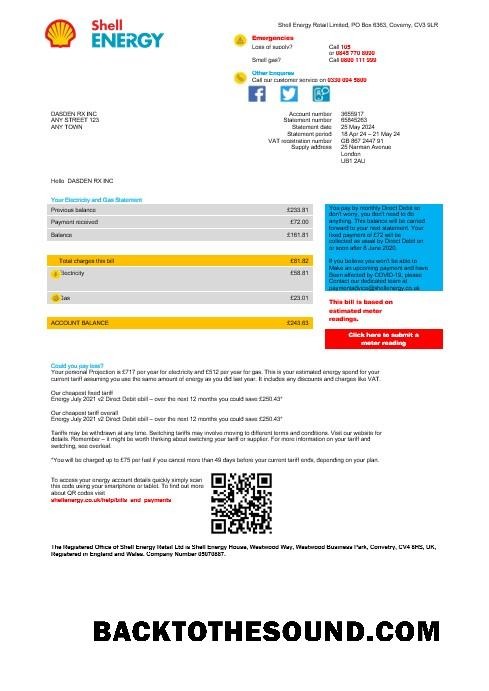 Shell
ENERGY
Shell Energy Retail Limited, PO Box 6363, Coventry, CV3 9LR
Emergencies
Loss of supply? Call 105
or 0845 770 8090
Smell gas? Call 0800 111 999
Other Enquires
Call our customer service on 0330 094 5800
DASDEN RX INC
ANY STREET 123
ANY TOWN
Account number 3655917
Statement number 65845263
Statement date 25 May 2024
Statement period 18 Apr 24 – 21 May 24
VAT registration number GB 867 2447 91
Supply address 25 Narman Avenue
London
UB1 2AU
Hello DASDEN RX INC
Your Electricity and Gas Statement
Previous balance £233.81
Payment received £72.00
Balance £161.81
Total charges this bill £81.82
Electricity £58.81
Gas £23.01
ACCOUNT BALANCE £243.63
You pay by monthly Direct Debit so
don't worry, you don't need to do
anything. This balance will be carried
forward to your next statement. Your
fixed payment of £72 will be
collected as usual by Direct Debit on
or soon after 8 June 2020.
If you believe you won't be able to
Make an upcoming payment and have
Been affected by COVID-19, please
Contact our dedicated team at
paymentadvice@shellenergy.co.uk
This bill is based on
estimated meter
readings.
Click here to submit a
meter reading
Could you pay less?
Your personal Projection is £717 per year for electricity and £512 per year for gas. This is your estimated energy spend for your
current tariff assuming you use the same amount of energy as you did last year. It includes any discounts and charges like VAT.
Our cheapest fixed tariff
Energy July 2021 v2 Direct Debit ebill – over the next 12 months you could save £250.43*
Our cheapest tariff overall
Energy July 2021 v2 Direct Debit ebill – over the next 12 months you could save £250.43*
Tariffs may be withdrawn at any time. Switching tariffs may involve moving to different terms and conditions. Visit our website for
details. Remember – it might be worth thinking about switching your tariff or supplier. For more information on your tariff and
switching, see overleaf.
*You will be charged up to £75 per fuel if you cancel more than 49 days before your current tariff ends, depending on your plan.
To access your energy account details quickly simply scan
this code using your smartphone or tablet. To find out more
about QR codes visit
shellenergy.co.uk/help/bills_and_payments
The Registered Office of Shell Energy Retail Ltd is Shell Energy House, Westwood Way, Westwood Business Park, Convetry, CV4 8HS, UK,
Registered in England and Wales. Company Number 05070887.
BACKTOTHESOUND.COM